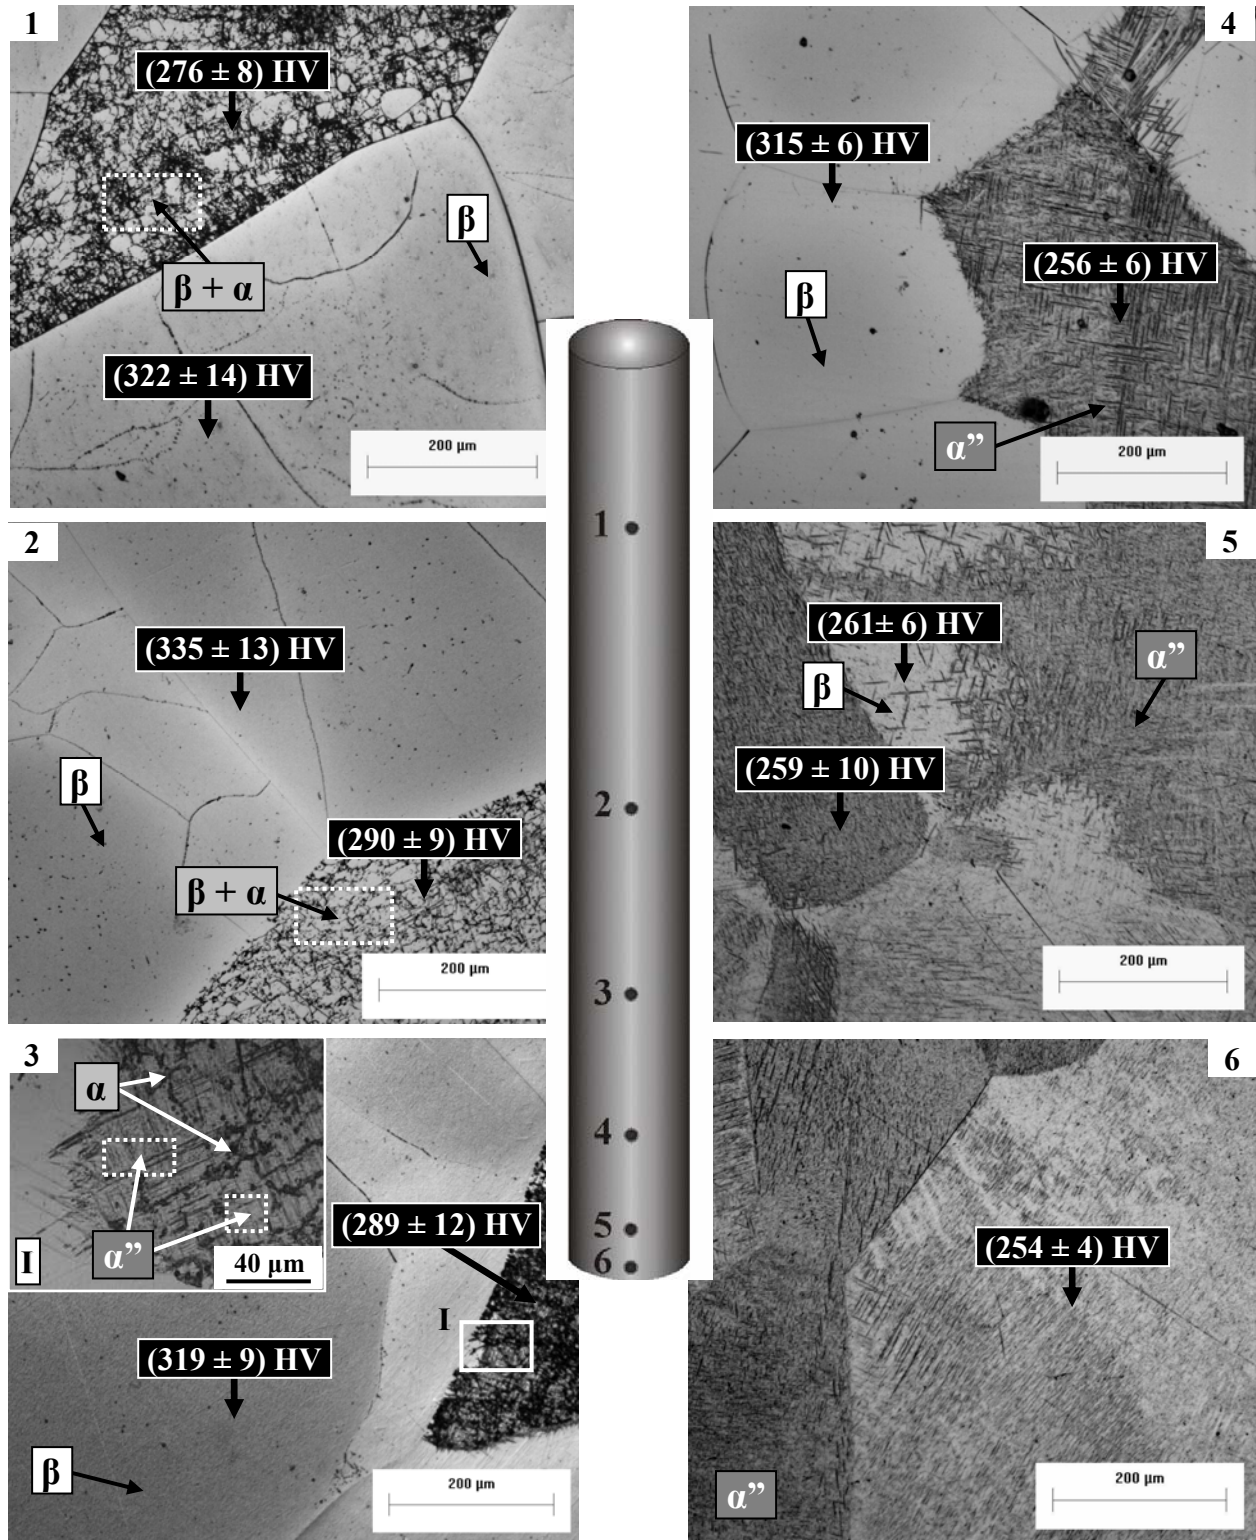 1
(276 ± 8) HV
β
β + α
(322 ± 14) HV
200 µm
2
(335 ± 13) HV
β
(290 ± 9) HV
β + α
200 µm
3
α
α”
I
40 µm
(289 ± 12) HV
I
(319 ± 9) HV
β
200 µm
1
2
3
4
5
6
4
(315 ± 6) HV
(256 ± 6) HV
β
α”
200 µm
5
(261± 6) HV
α”
β
(259 ± 10) HV
200 µm
6
(254 ± 4) HV
α”
200 µm